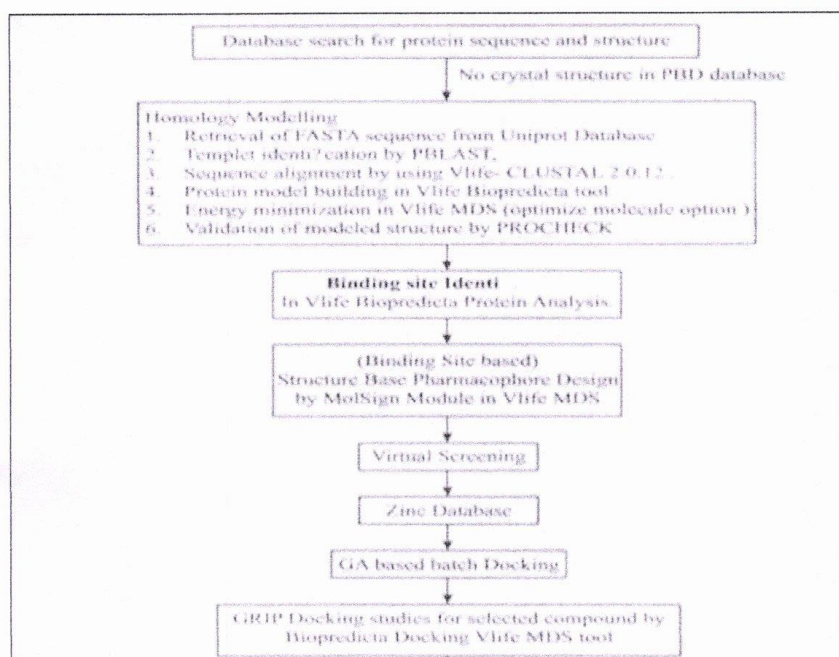 Database search for protein sequence and structure
No crystal structure in PBD database
Homology Modelling
1. Retrieval of FASTA sequence from Uniprot Database
2. Templet identi?cation by PBLAST,
3. Sequence alignment by using Vlife- CLUSTAL 2.0.12 .
4. Protein model building in Vlife Biopredicta tool
5. Energy minimization in Vlife MDS (optimize molecule option )
6. Validation of modeled structure by PROCHECK
Binding site Identi
In Vlife Biopredicta Protein Analysis.
(Binding Site based)
Structure Base Pharmacophore Design
by MolSign Module in Vlife MDS
Virtual Screening
Zinc Database
GA based batch Docking
GRIP Docking studies for selected compound by
Biopredicta Docking Vlife MDS tool